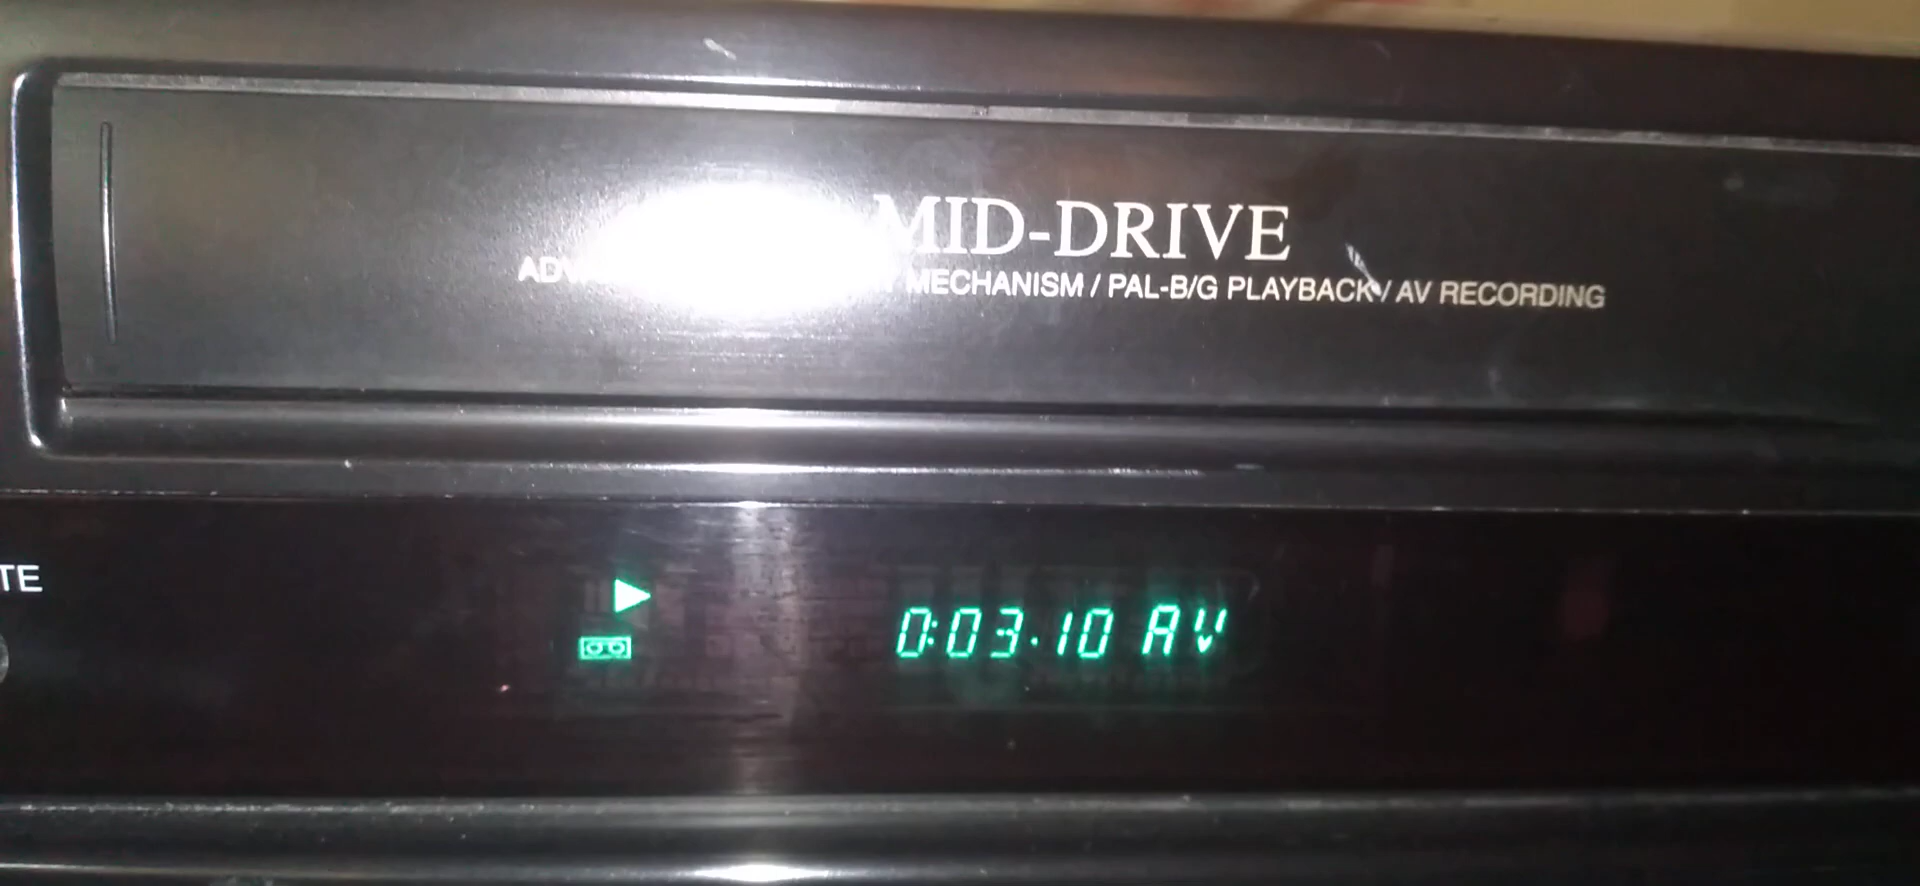 MID-DRIVE
MECHANISM / PAL-B/G PLAYBACK / AV RECORDING
TE
0:03.10 AV